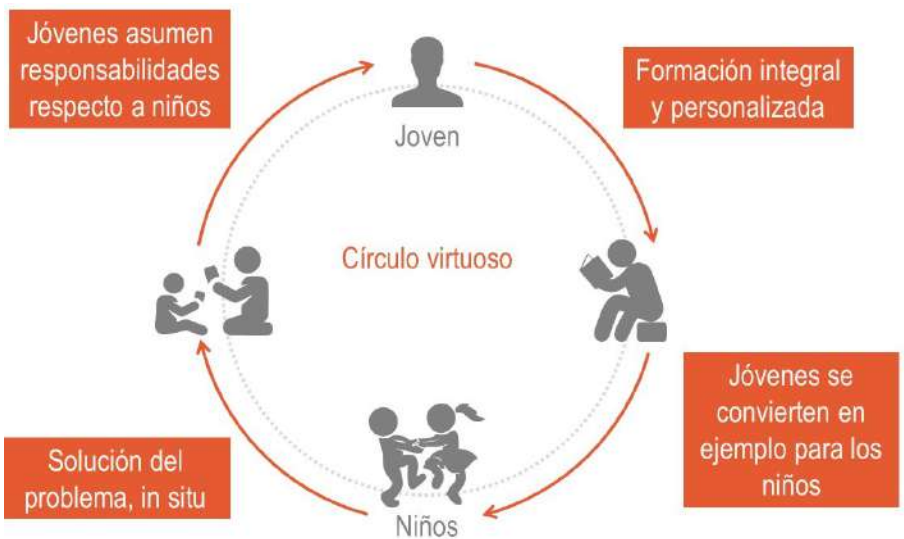 Jóvenes asumen
responsabilidades
respecto a niños
Joven
Formación integral
y personalizada
Círculo virtuoso
Jóvenes se
convierten en
ejemplo para los
niños
Solución del
problema, in situ
Niños